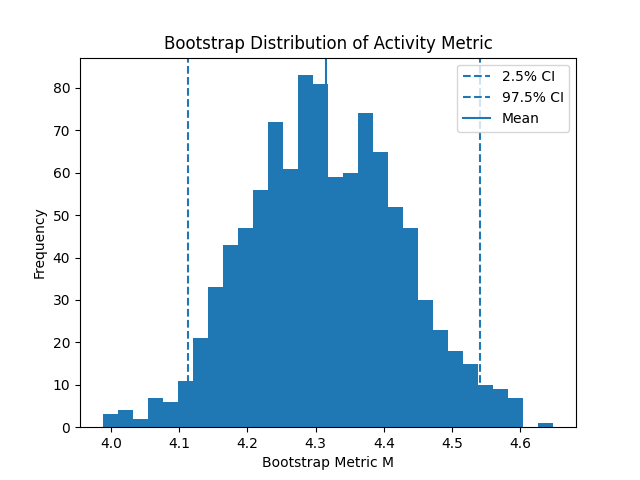 Bootstrap Distribution of Activity Metric
2.5% CI
97.5% CI
Mean
Frequency
80
70
60
50
40
30
20
10
0
4.0 4.1 4.2 4.3 4.4 4.5 4.6
Bootstrap Metric M